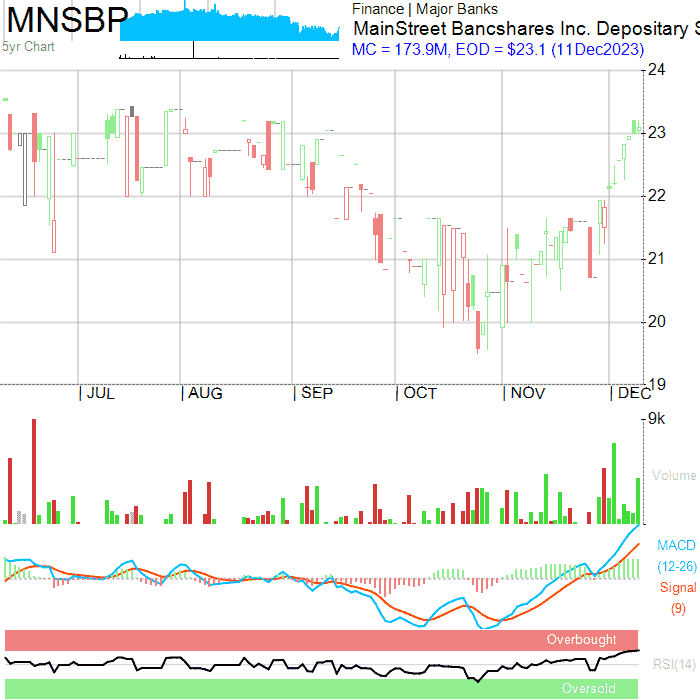 MNSBP
5yr Chart
Finance | Major Banks
MainStreet Bancshares Inc. Depositary S
MC = 173.9M, EOD = $23.1 (11Dec2023)
24
23
22
21
20
19
| JUL | AUG | SEP | OCT | NOV | DEC
9k
Volume
MACD
(12-26)
Signal
(9)
Overbought
RSI(14)
Oversold